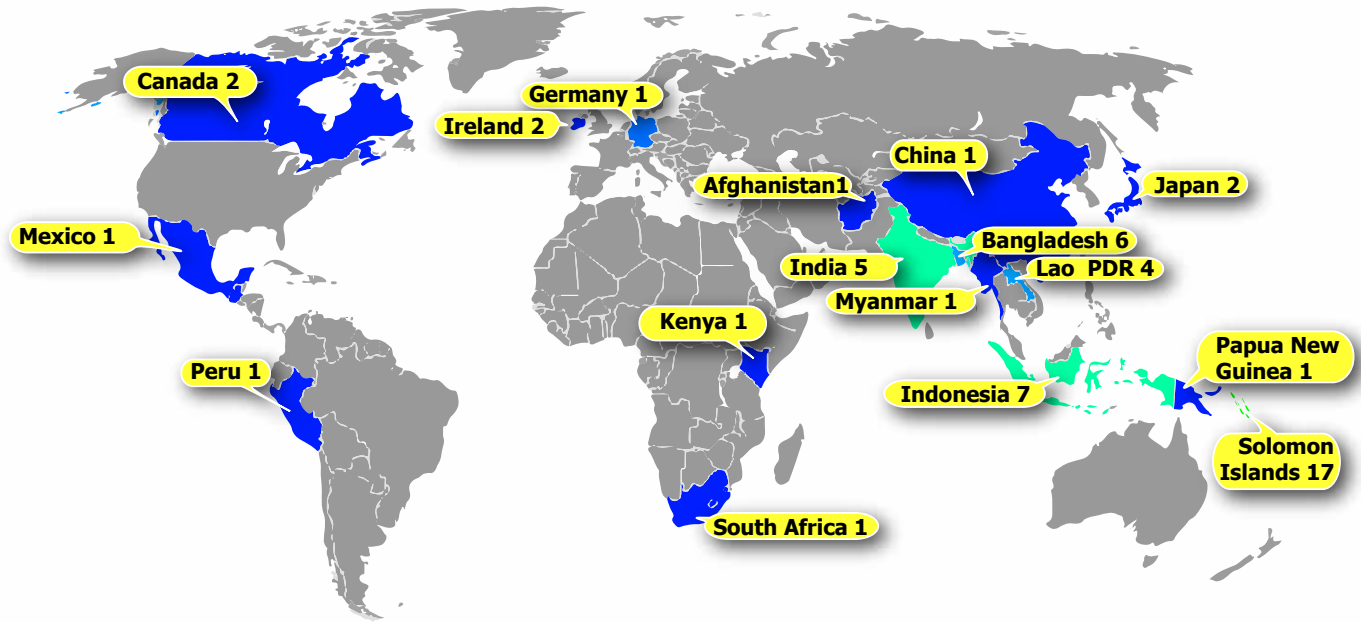 Canada 2
Germany 1
Ireland 2
China 1
Afghanistan1
Japan 2
Mexico 1
Bangladesh 6
India 5
Lao PDR 4
Myanmar 1
Kenya 1
Papua New
Guinea 1
Peru 1
Indonesia 7
Solomon
Islands 17
South Africa 1